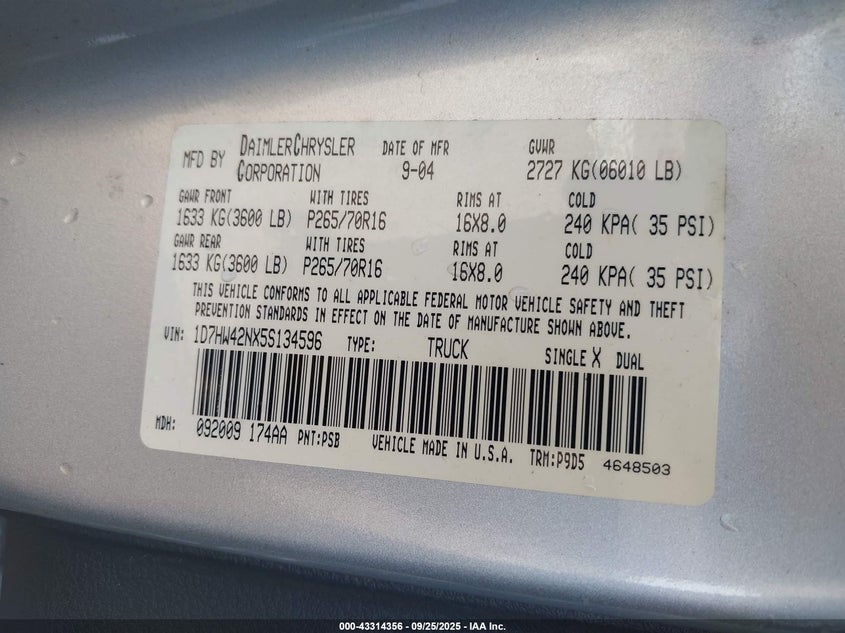 MFD BY DAIMLERCHRYSLER CORPORATION DATE OF MFR 9-04 GVWR 2727 KG(06010 LB)
GAWR FRONT WITH TIRES RIMS AT COLD
1633 KG(3600 LB) P265/70R16 16X8.0 240 KPA( 35 PSI)
GAWR REAR WITH TIRES RIMS AT COLD
1633 KG(3600 LB) P265/70R16 16X8.0 240 KPA( 35 PSI)
THIS VEHICLE CONFORMS TO ALL APPLICABLE FEDERAL MOTOR VEHICLE SAFETY AND THEFT
PREVENTION STANDARDS IN EFFECT ON THE DATE OF MANUFACTURE SHOWN ABOVE.
VIN: 1D7HW42NX5S134596 TYPE: TRUCK SINGLE X DUAL
MDH: 092009 174AA PNT:PSB VEHICLE MADE IN U.S.A. TRM:P9D5 4648503
000-43314356 - 09/25/2025 - IAA Inc.